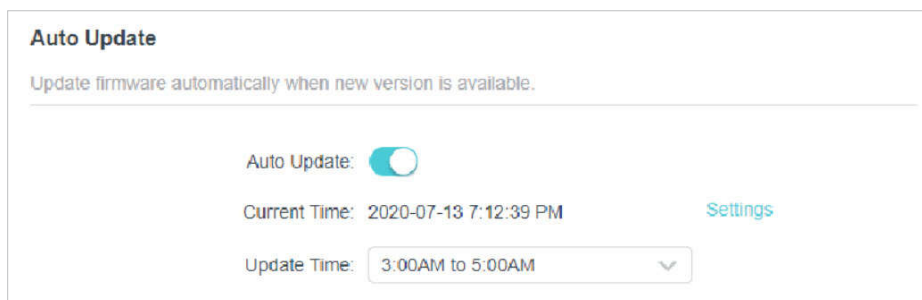 Auto Update
Update firmware automatically when new version is available.
Auto Update:
Current Time: 2020-07-13 7:12:39 PM Settings
Update Time: 3:00AM to 5:00AM